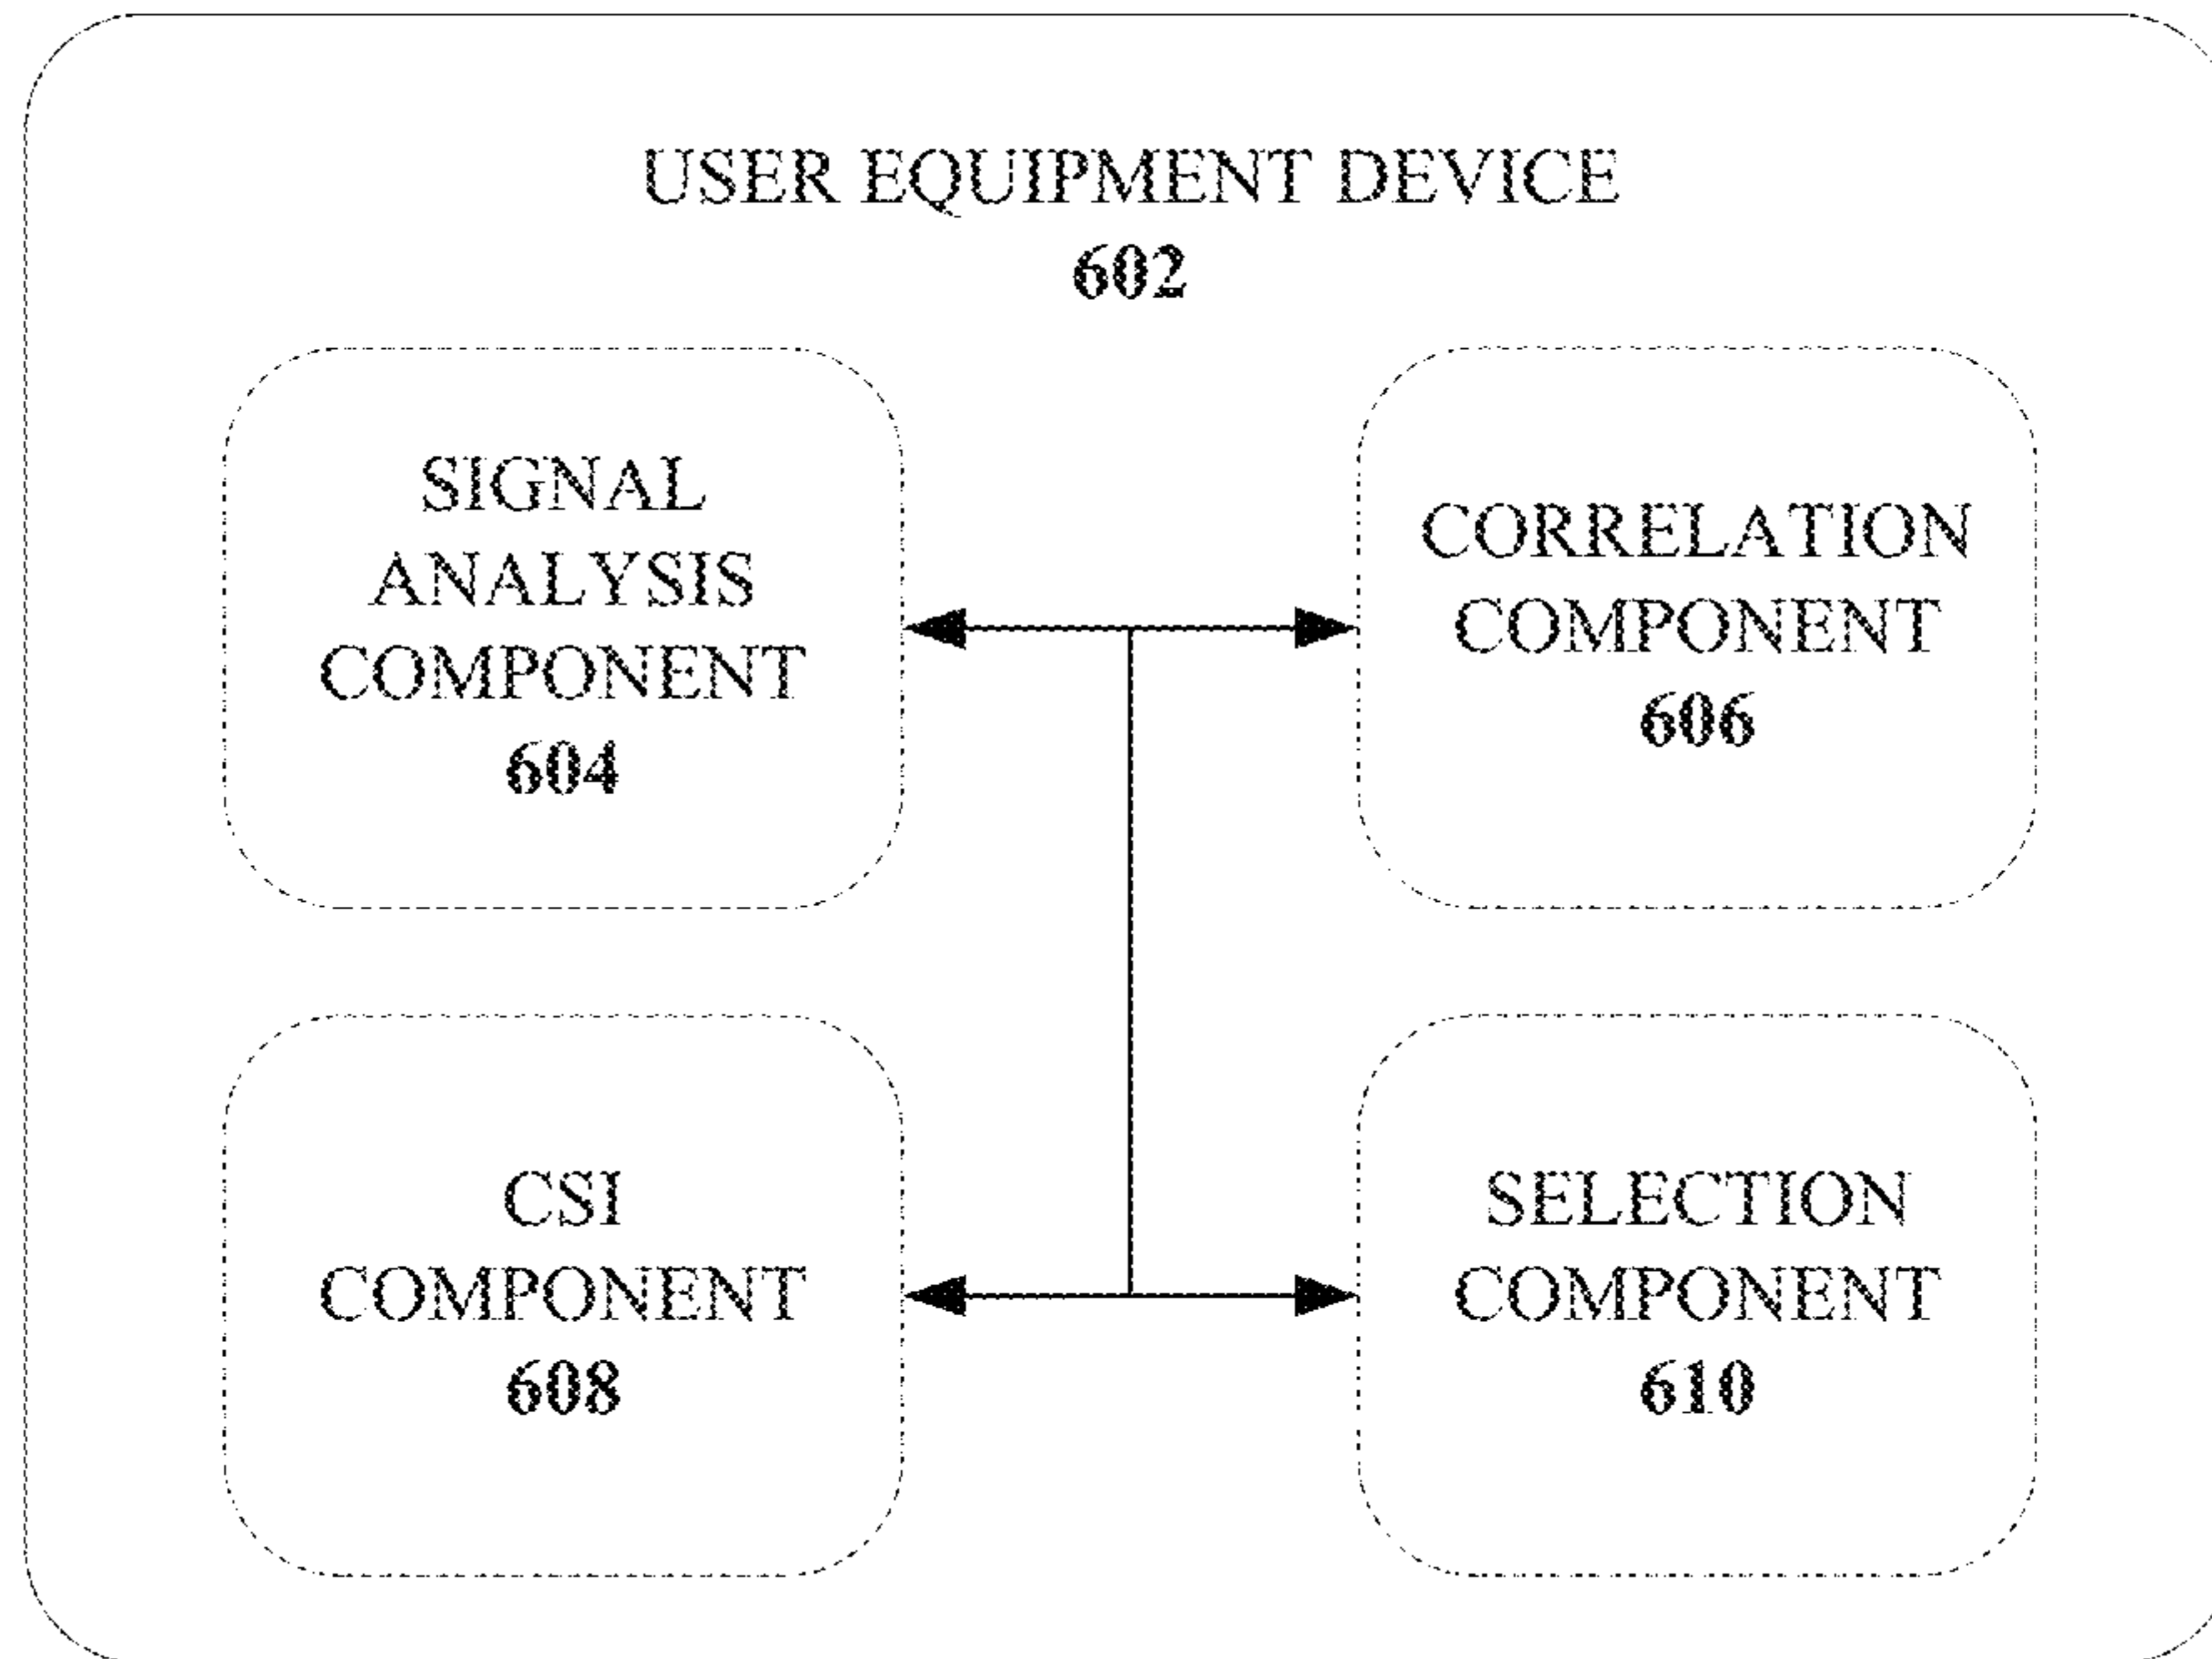 USER EQUIPMENT DEVICE
602
SIGNAL
ANALYSIS
COMPONENT
604
CORRELATION
COMPONENT
606
CSI
COMPONENT
608
SELECTION
COMPONENT
610